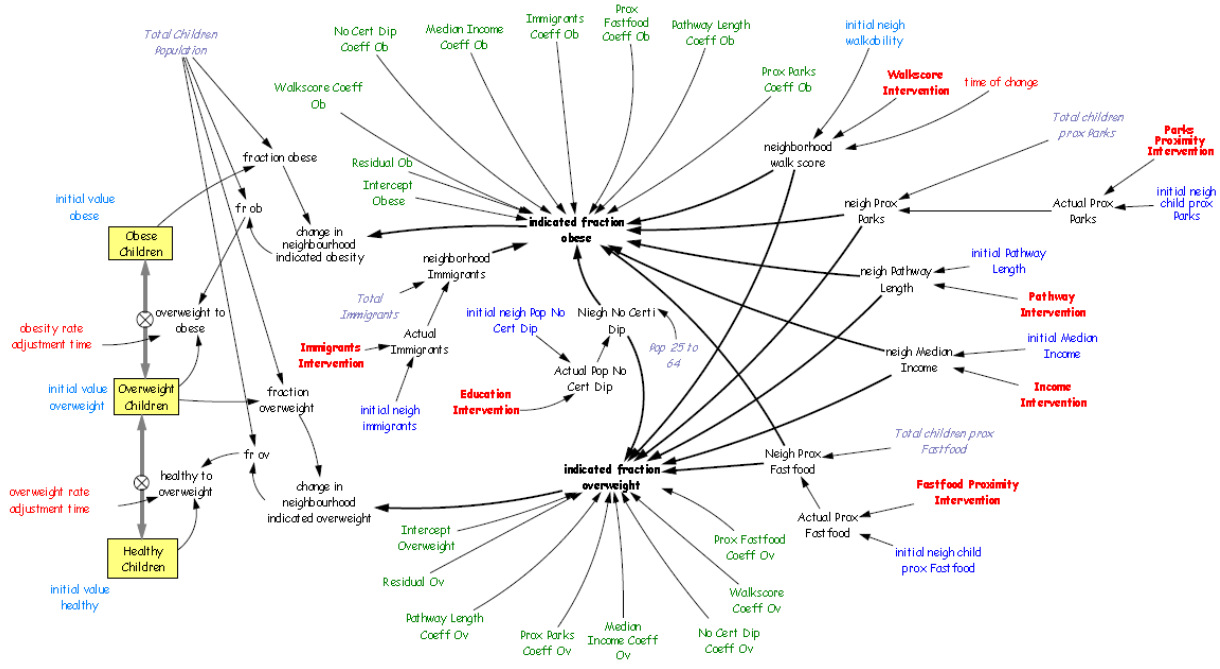 Total Children
Population
No Cert Dip
Coeff Ob
Median Income
Coeff Ob
Immigrants
Coeff Ob
Prox
Fastfood
Coeff Ob
Pathway Length
Coeff Ob
initial neigh
walkability
Walkscore Coeff
Ob
Prox Parks
Coeff Ob
Walkscore
Intervention
time of change
Total children
prox Parks
Parks
Proximity
Intervention
fraction obese
Residual Ob
Intercept
Obese
neighborhood
walk score
initial value
obese
fr ob
indicated fraction
obese
neigh Prox
Parks
Actual Prox
Parks
initial neigh
child prox
Parks
Obese
Children
change in
neighbourhood
indicated obesity
neighborhood
Immigrants
neigh Pathway
Length
initial Pathway
Length
Total
Immigrants
initial neigh Pop No
Cert Dip
Niegh No Certi
Dip
Pathway
Intervention
overweight to
obese
obesity rate
adjustment time
Actual
Immigrants
Immigrants
Intervention
Pop 25 to
64
initial Median
Income
neigh Median
Income
Actual Pop No
Cert Dip
initial value
overweight
Overweight
Children
fraction
overweight
Education
Intervention
Income
Intervention
initial neigh
immigrants
Total children prox
Fastfood
fr ov
healthy to
overweight
indicated fraction
overweight
Neigh Prox
Fastfood
overweight rate
adjustment time
change in
neighbourhood
indicated overweight
Fastfood Proximity
Intervention
Actual Prox
Fastfood
Intercept
Overweight
Prox Fastfood
Coeff Ov
Healthy
Children
initial neigh child
prox Fastfood
Residual Ov
initial value
healthy
Walkscore
Coeff Ov
Pathway Length
Coeff Ov
Prox Parks
Coeff Ov
Median
Income Coeff
Ov
No Cert Dip
Coeff Ov